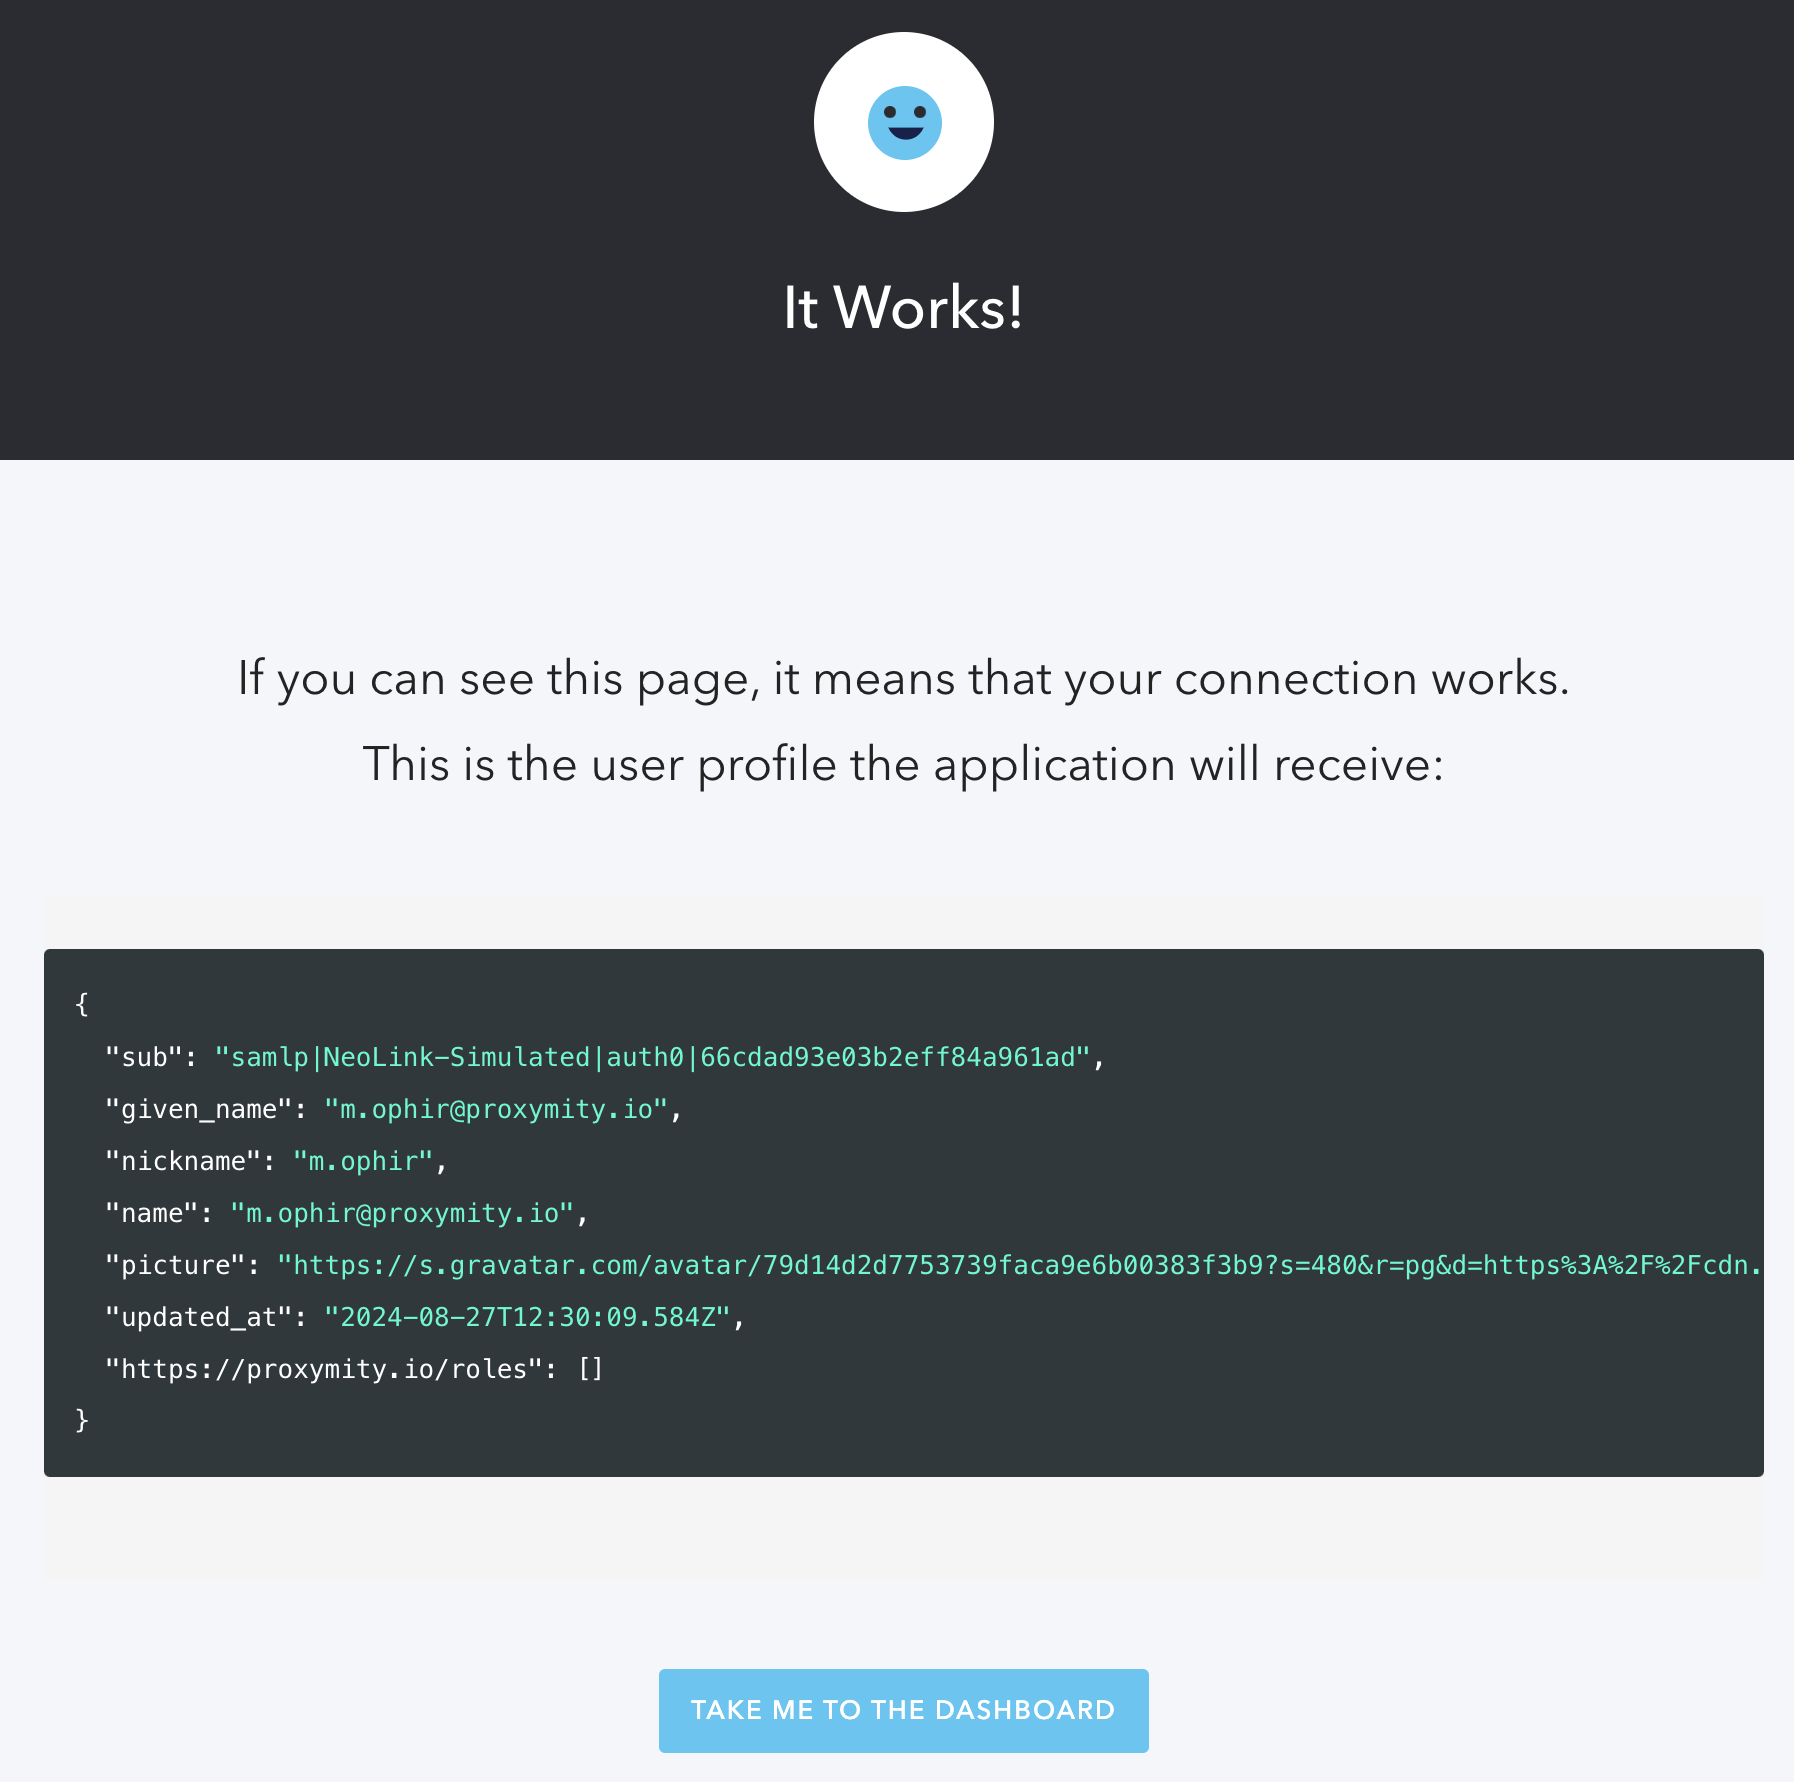 It Works!
If you can see this page, it means that your connection works.
This is the user profile the application will receive:
{
"sub": "samlp|NeoLink-Simulated|auth0|66cdad93e03b2eff84a961ad",
"given_name": "m.ophir@proxymity.io",
"nickname": "m.ophir",
"name": "m.ophir@proxymity.io",
"picture": "https://s.gravatar.com/avatar/79d14d2d7753739faca9e6b00383f3b9?s=480&r=pg&d=https%3A%2F%2Fcdn.
"updated_at": "2024-08-27T12:30:09.584Z",
"https://proxymity.io/roles": []
}
TAKE ME TO THE DASHBOARD